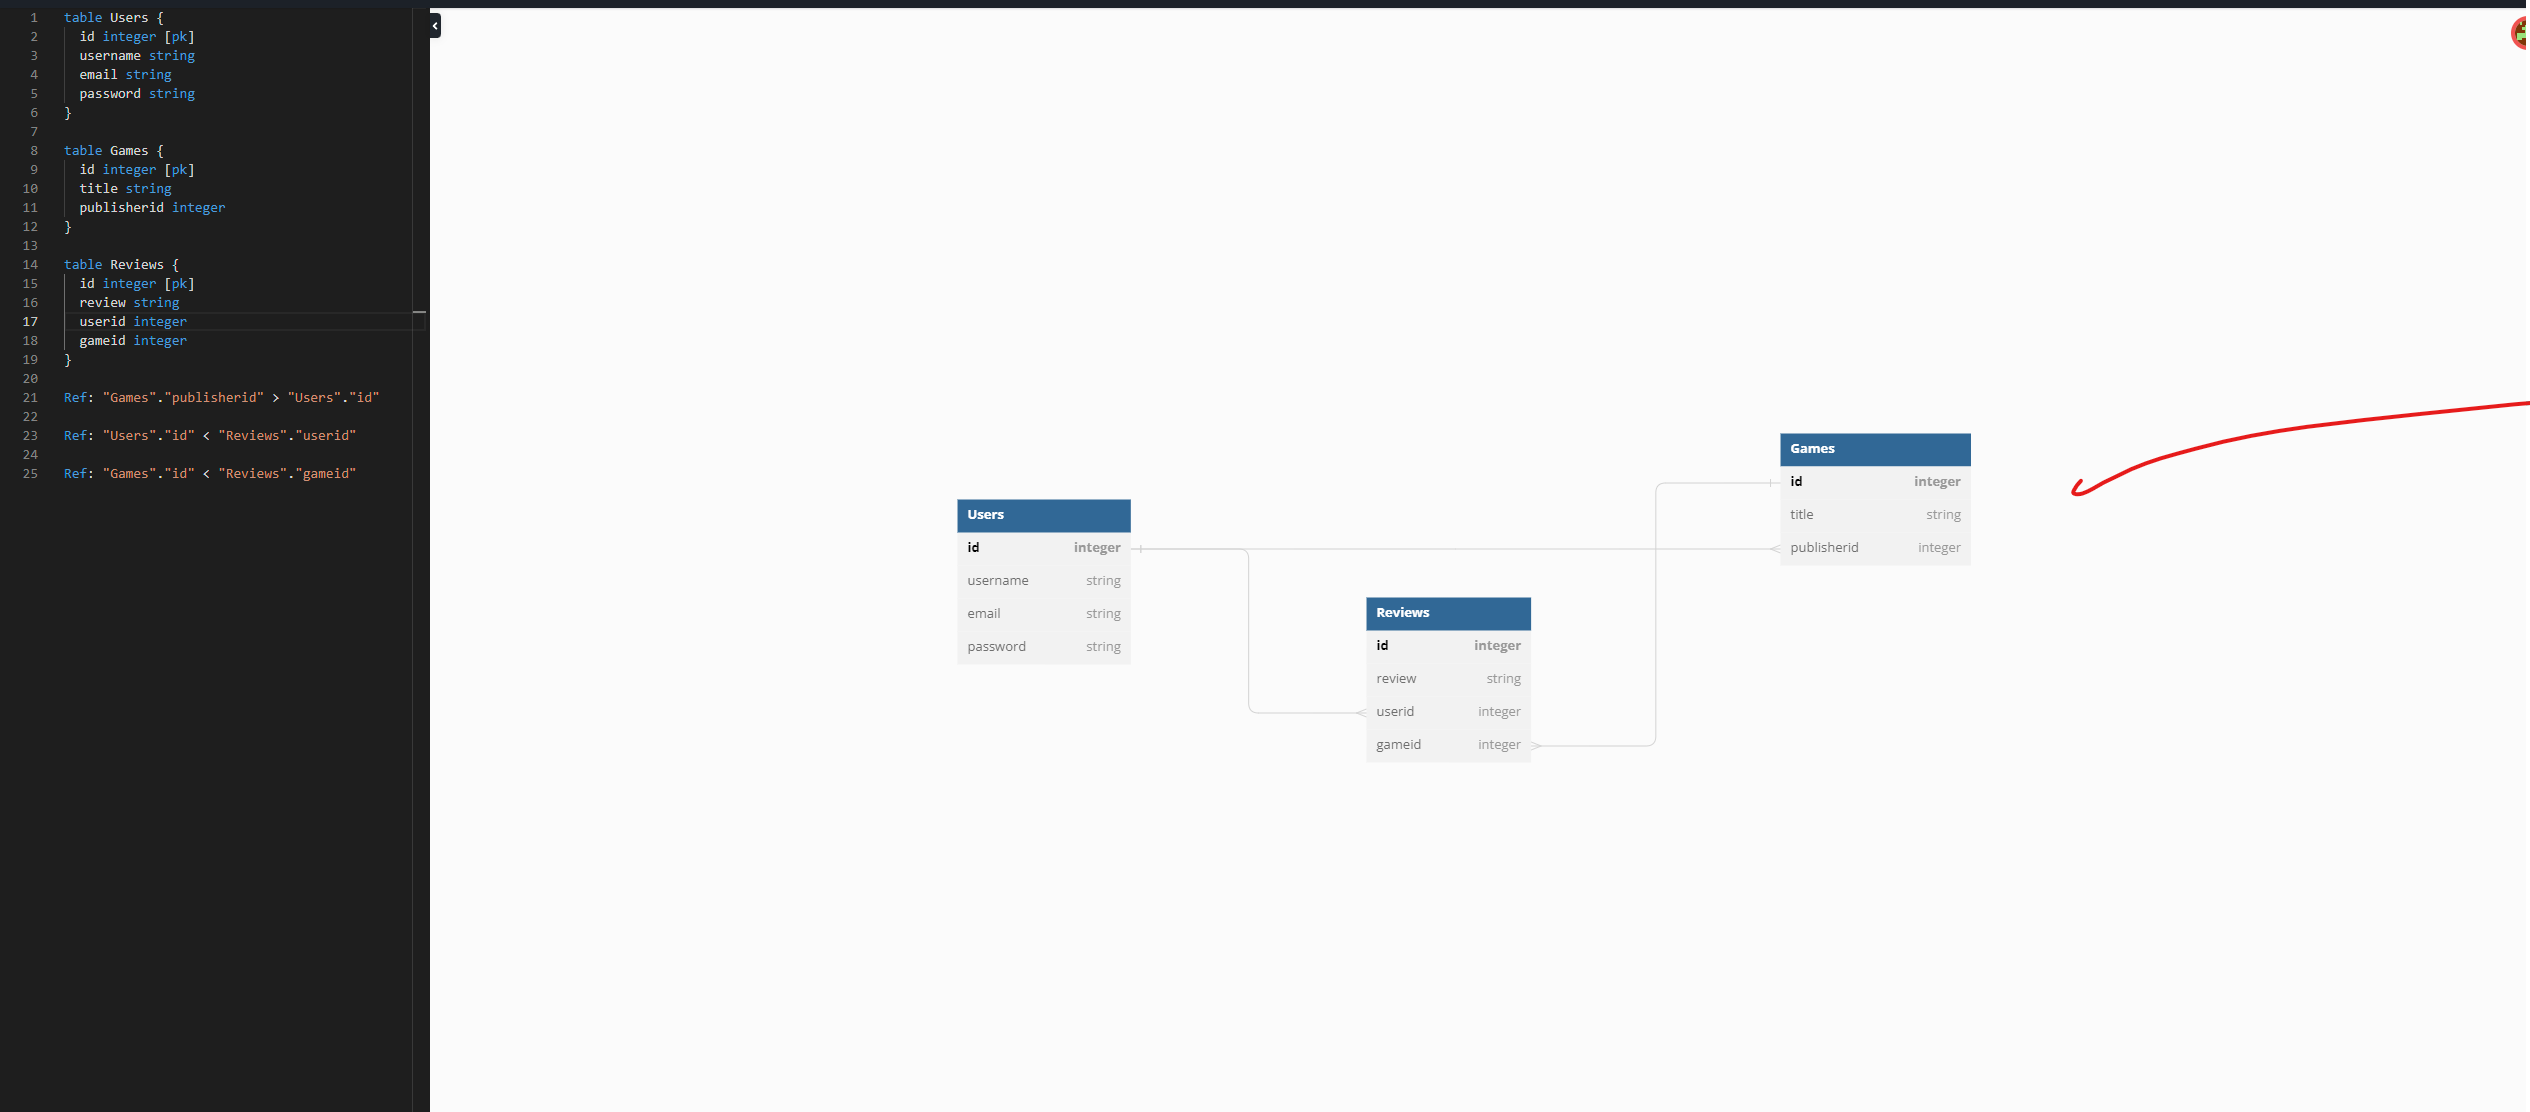 1 table Users {
2 id integer [pk]
3 username string
4 email string
5 password string
6 }
7
8 table Games {
9 id integer [pk]
10 title string
11 publisherid integer
12 }
13
14 table Reviews {
15 id integer [pk]
16 review string
17 userid integer
18 gameid integer
19 }
20
21 Ref: "Games"."publisherid" > "Users"."id"
22
23 Ref: "Users"."id" < "Reviews"."userid"
24
25 Ref: "Games"."id" < "Reviews"."gameid"
Users
id integer
username string
email string
password string
Reviews
id integer
review string
userid integer
gameid integer
Games
id integer
title string
publisherid integer